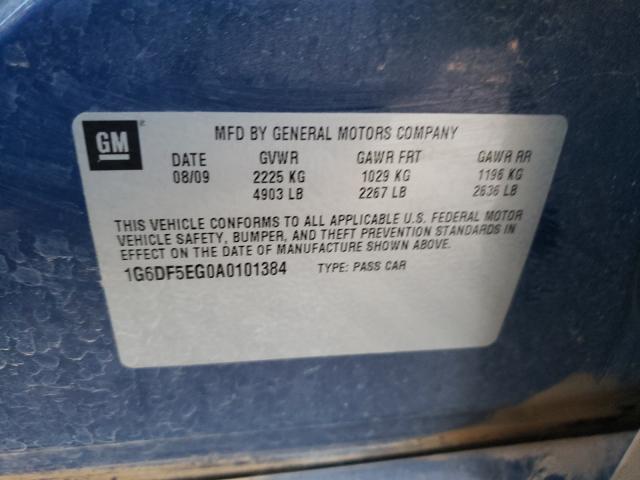 GM
MFD BY GENERAL MOTORS COMPANY
DATE GVWR GAWR FRT GAWR RR
08/09 2225 KG 1029 KG 1196 KG
4903 LB 2267 LB 2636 LB
THIS VEHICLE CONFORMS TO ALL APPLICABLE U.S. FEDERAL MOTOR
VEHICLE SAFETY, BUMPER, AND THEFT PREVENTION STANDARDS IN
EFFECT ON THE DATE OF MANUFACTURE SHOWN ABOVE.
1G6DF5EG0A0101384 TYPE: PASS CAR